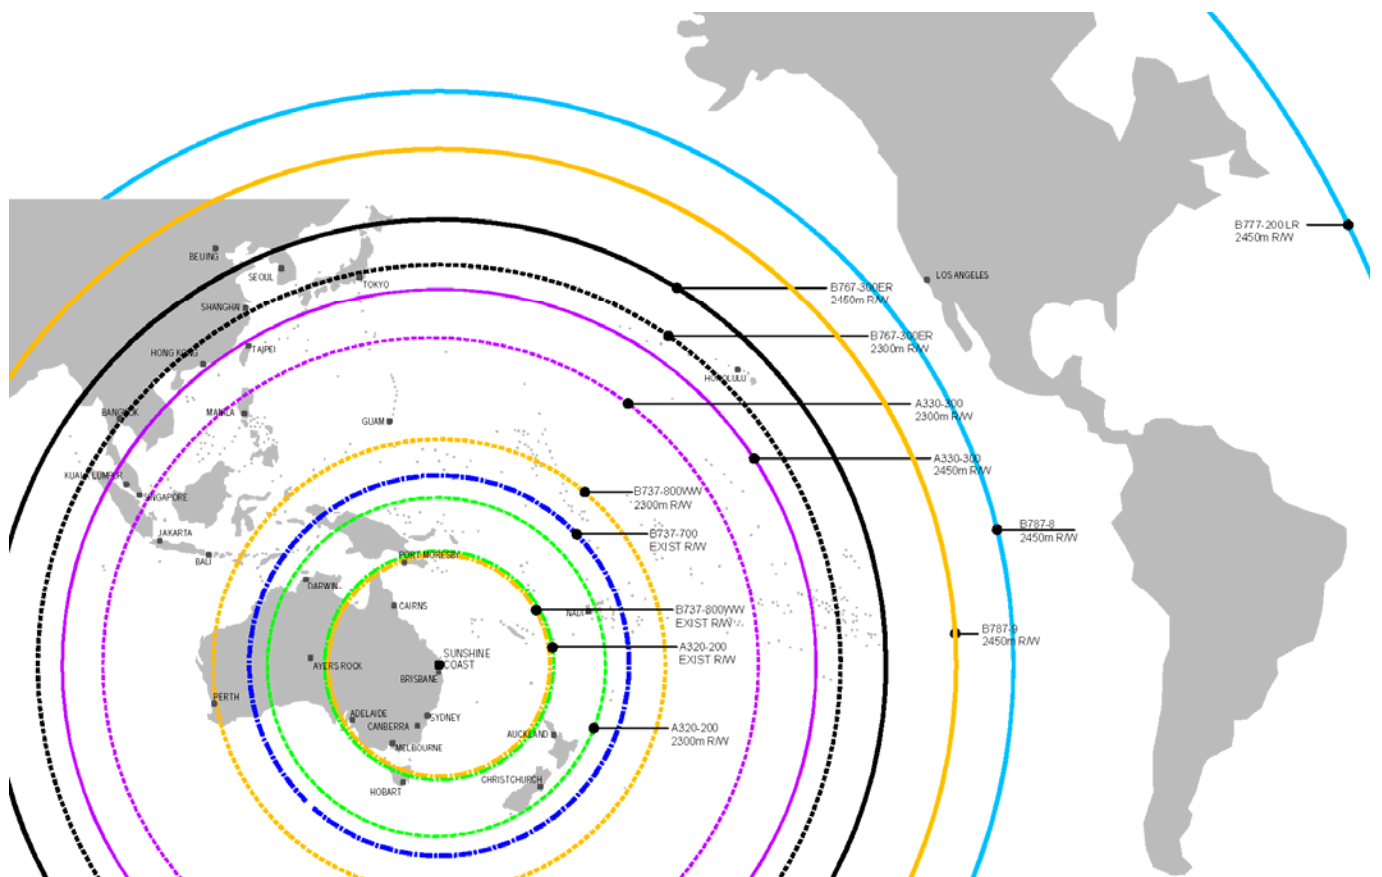 B777-200 LR
2450m R/W
BEIJING
SEOUL
TOKYO
LOS ANGELES
B767-300ER
2450m R/W
SHANGHAI
B767-300ER
2300m R/W
HONG KONG
TAIPEI
HONOLULU
A330-300
2300m R/W
BANGKOK
MANILA
GUAM
A330-300
2450m R/W
KUALA LUMPUR
SINGAPORE
B737-800WW
2300m R/W
JAKARTA
B737-700
EXIST R/W
B787-8
2450m R/W
BALI
PORT MORESBY
DARWIN
CAIRNS
NADI
B737-800WW
EXIST R/W
B787-9
2450m R/W
SUNSHINE
COAST
A320-200
EXIST R/W
AYERS ROCK
BRISBANE
PERTH
ADELAIDE
SYDNEY
CANBERRA
AUCKLAND
A320-200
2300m R/W
MELBOURNE
CHRISTCHURCH
HOBART